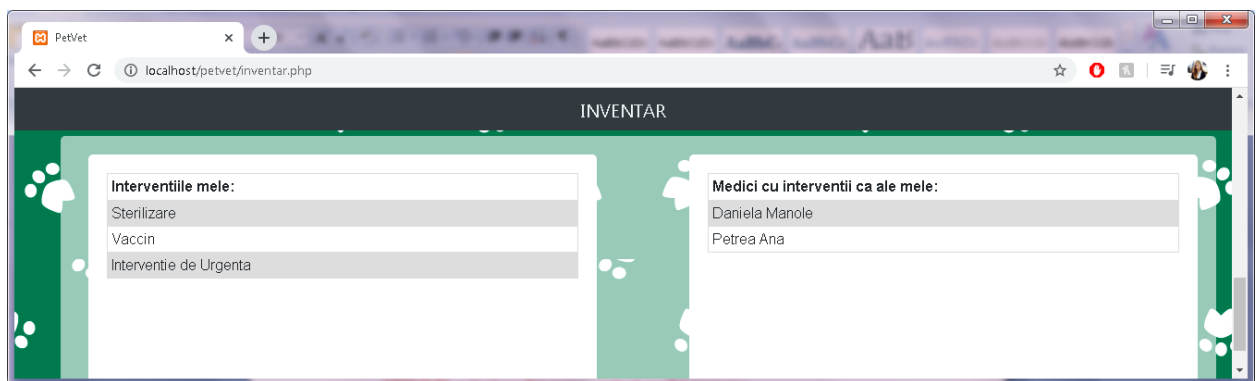 PetVet
localhost/petvet/inventar.php
INVENTAR
Interventiile mele:
Sterilizare
Vaccin
Interventie de Urgenta
Medici cu interventii ca ale mele:
Daniela Manole
Petrea Ana